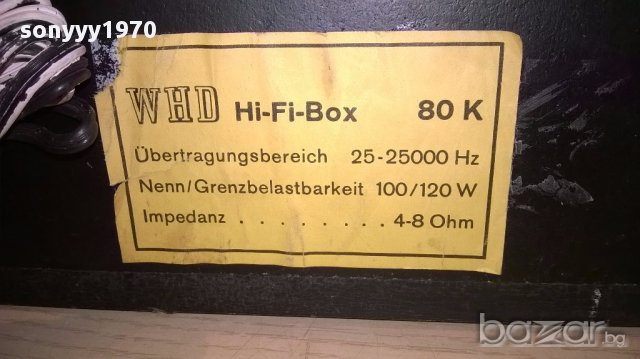 sonyyy1970
WHD Hi-Fi-Box 80 K
Übertragungsbereich 25-25000 Hz
Nenn/Grenzbelastbarkeit 100/120 W
Impedanz . . . . . . . . 4-8 Ohm
bazar.bg